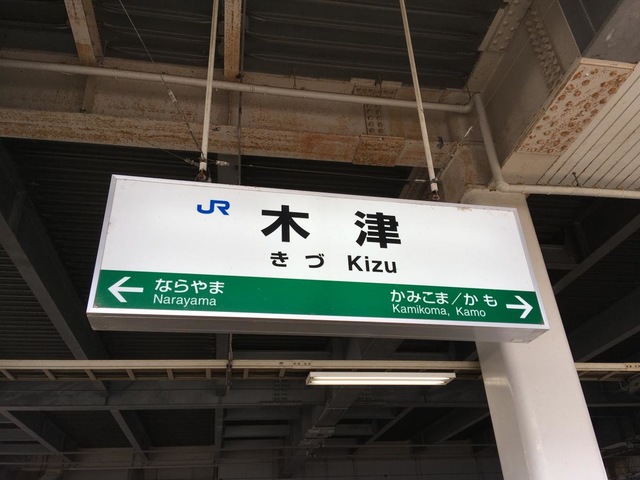 JR
木津
きづ Kizu
← ならやま
Narayama
かみこま/かも →
Kamikoma, Kamo